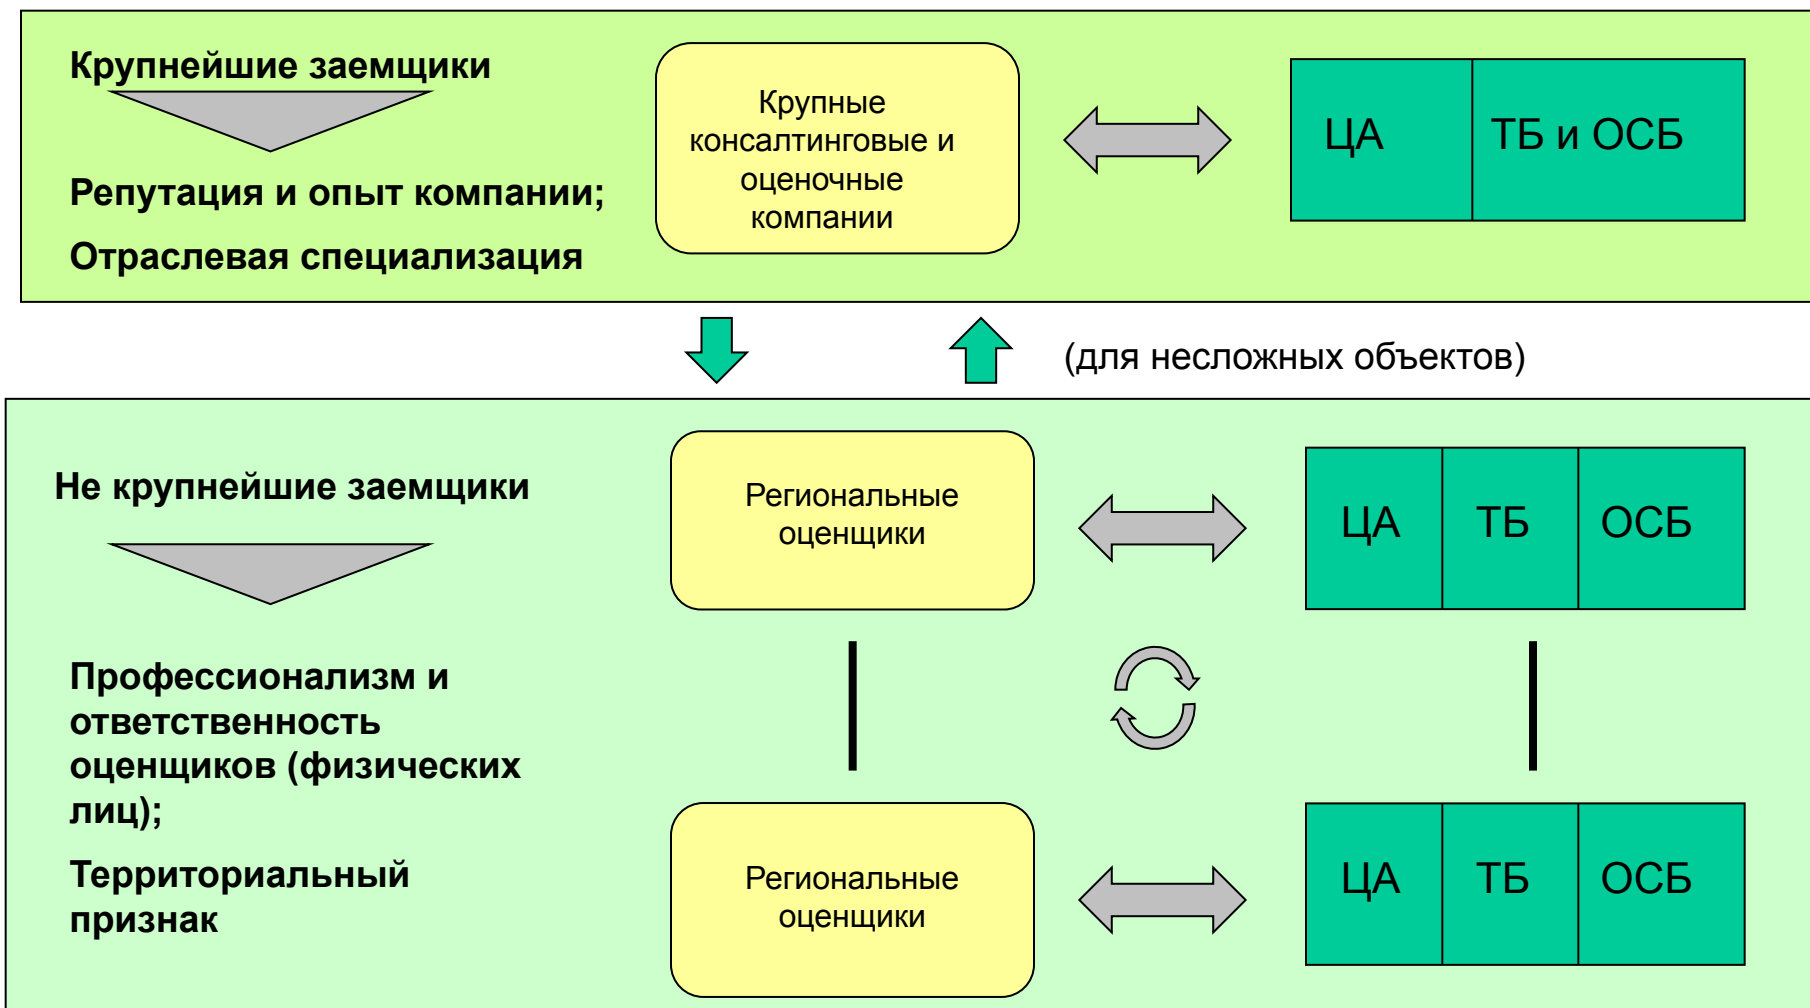 Крупнейшие заемщики
Репутация и опыт компании;
Отраслевая специализация
Крупные
консалтинговые и
оценочные
компании
ЦА
ТБ и ОСБ
(для несложных объектов)
Не крупнейшие заемщики
Профессионализм и
ответственность
оценщиков (физических
лиц);
Территориальный
признак
Региональные
оценщики
ЦА
ТБ
ОСБ
Региональные
оценщики
ЦА
ТБ
ОСБ